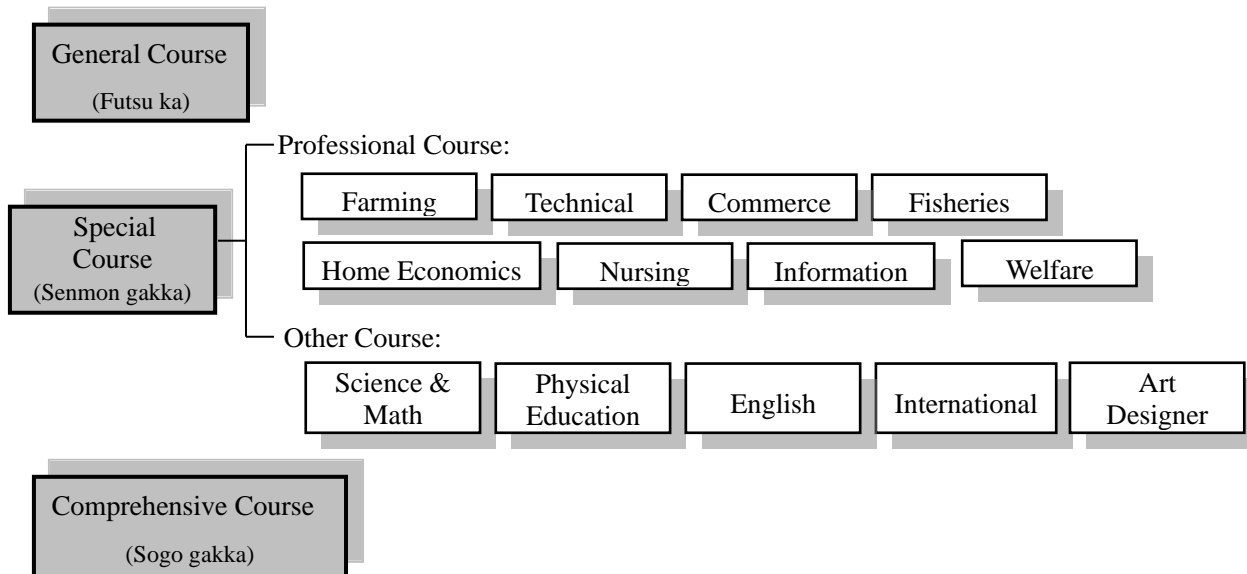 General Course
(Futsu ka)
Professional Course:
Farming
Technical
Commerce
Fisheries
Special
Course
(Senmon gakka)
Home Economics
Nursing
Information
Welfare
Other Course:
Science &
Math
Physical
Education
English
International
Art
Designer
Comprehensive Course
(Sogo gakka)